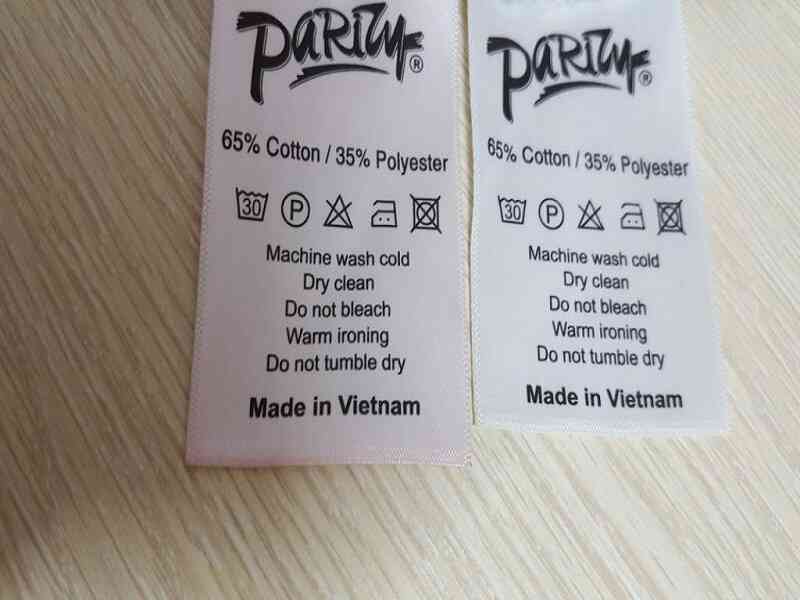 PARIZY®
65% Cotton / 35% Polyester
30 P
Machine wash cold
Dry clean
Do not bleach
Warm ironing
Do not tumble dry
Made in Vietnam
PARIZY®
65% Cotton / 35% Polyester
30 P
Machine wash cold
Dry clean
Do not bleach
Warm ironing
Do not tumble dry
Made in Vietnam